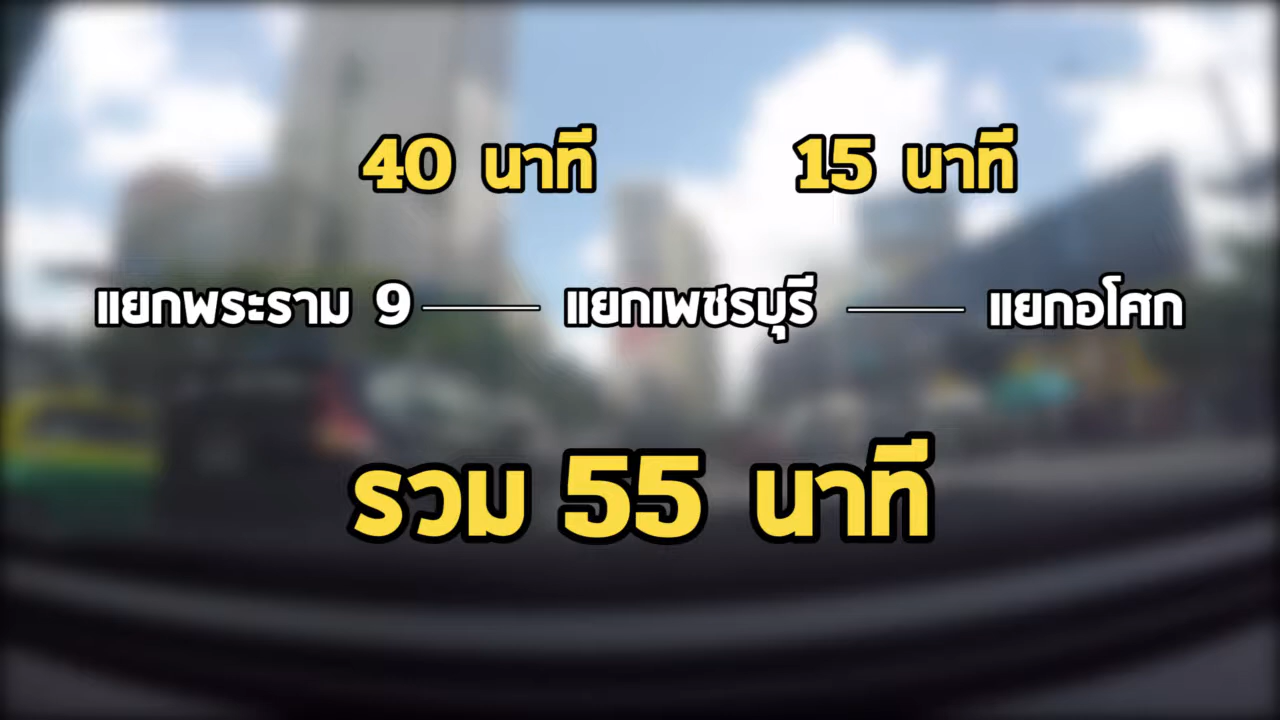 40 นาที 15 นาที
แยกพระราม 9 แยกเพชรบุรี แยกอโศก
รวม 55 นาที